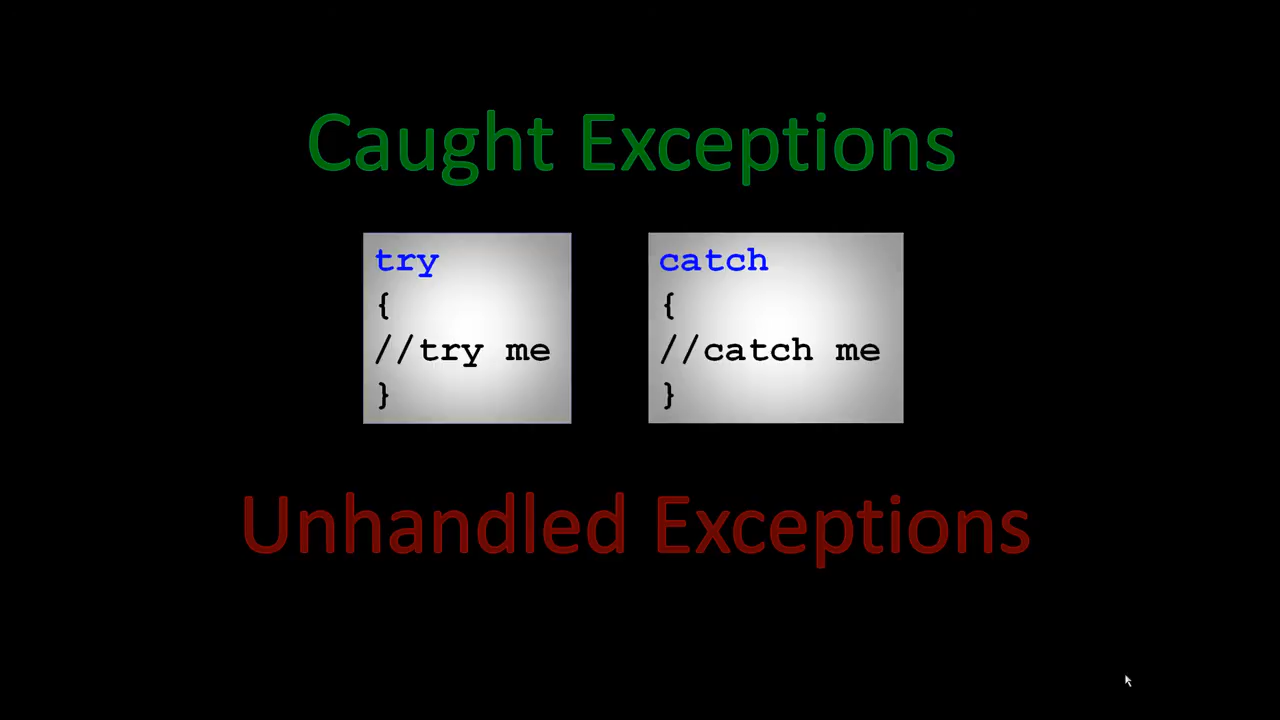 Caught Exceptions
try
{
//try me
}
catch
{
//catch me
}
Unhandled Exceptions